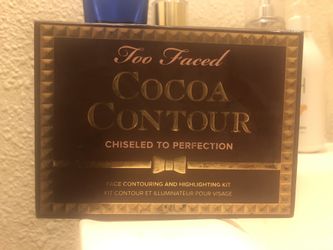 Too Faced
COCOA
CONTOUR
CHISELED TO PERFECTION
FACE CONTOURING AND HIGHLIGHTING KIT
KIT CONTOUR ET ILLUMINATEUR POUR VISAGE